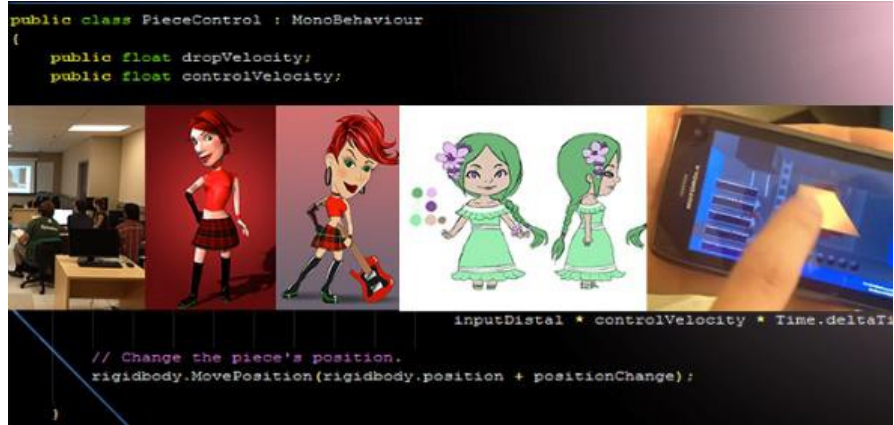 public class PieceControl : MonoBehaviour
{
public float dropVelocity;
public float controlVelocity;
MOTOROLA
inputDistal * controlVelocity * Time.deltaTi
// Change the piece's position.
rigidbody.MovePosition(rigidbody.position + positionChange);
}